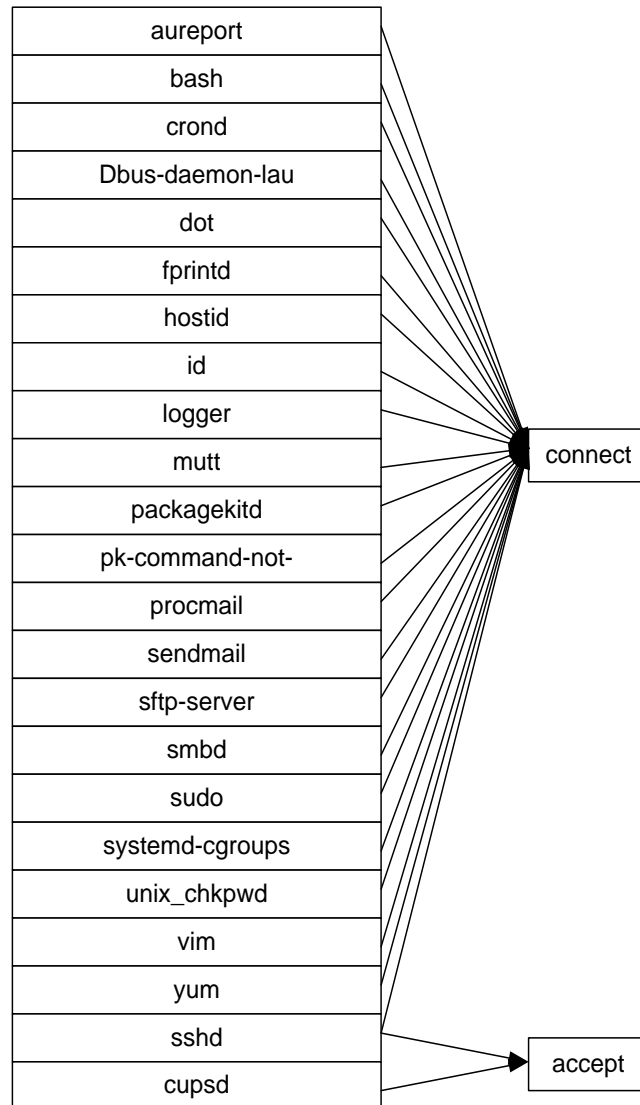 aureport
bash
crond
Dbus-daemon-lau
dot
fprintd
hostid
id
logger
mutt
packagekitd
pk-command-not-
procmail
sendmail
sftp-server
smbd
sudo
systemd-cgroups
unix_chkpwd
vim
yum
sshd
cupsd
connect
accept